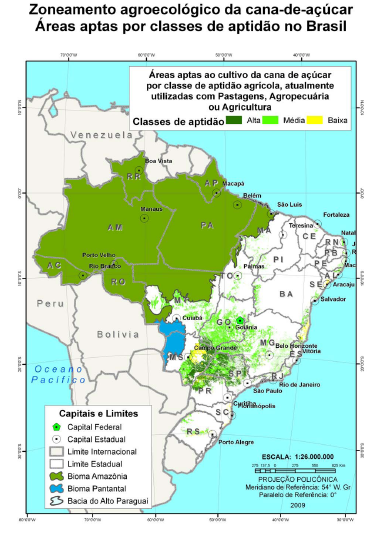 Zoneamento agroecológico da cana-de-açúcar
Áreas aptas por classes de aptidão no Brasil
Áreas aptas ao cultivo da cana de açúcar
por classe de aptidão agrícola, atualmente
utilizadas com Pastagens, Agropecuária
ou Agricultura
Classes de aptidão Alta Média Baixa
Venezuela
Boa Vista
RR
AP Macapá
Belém
São Luis
Manaus
Fortaleza
Teresina
AM
PA
MA
CE
RN
Natal
PB
PI
PE
Porto Velho
AC
Rio Branco
TO
Palmas
AL
SE
Aracaju
RO
Peru
BA
Salvador
MT
Cuiabá
GO
Goiânia
Bolivia
MG
Belo Horizonte
ES
Vitória
MS
Campo Grande
Oceano
Pacífico
SP
RJ
Rio de Janeiro
São Paulo
PR
Curitiba
SC
Florianópolis
RS
Porto Alegre
Capitais e Limites
Capital Federal
Capital Estadual
Limite Internacional
Limite Estadual
Bioma Amazônia
Bioma Pantantal
Bacia do Alto Paraguai
ESCALA: 1:26.000.000
PROJEÇÃO POLICÔNICA
Meridiano de Referência: 54° W. Gr
Paralelo de Referência: 0°
2009